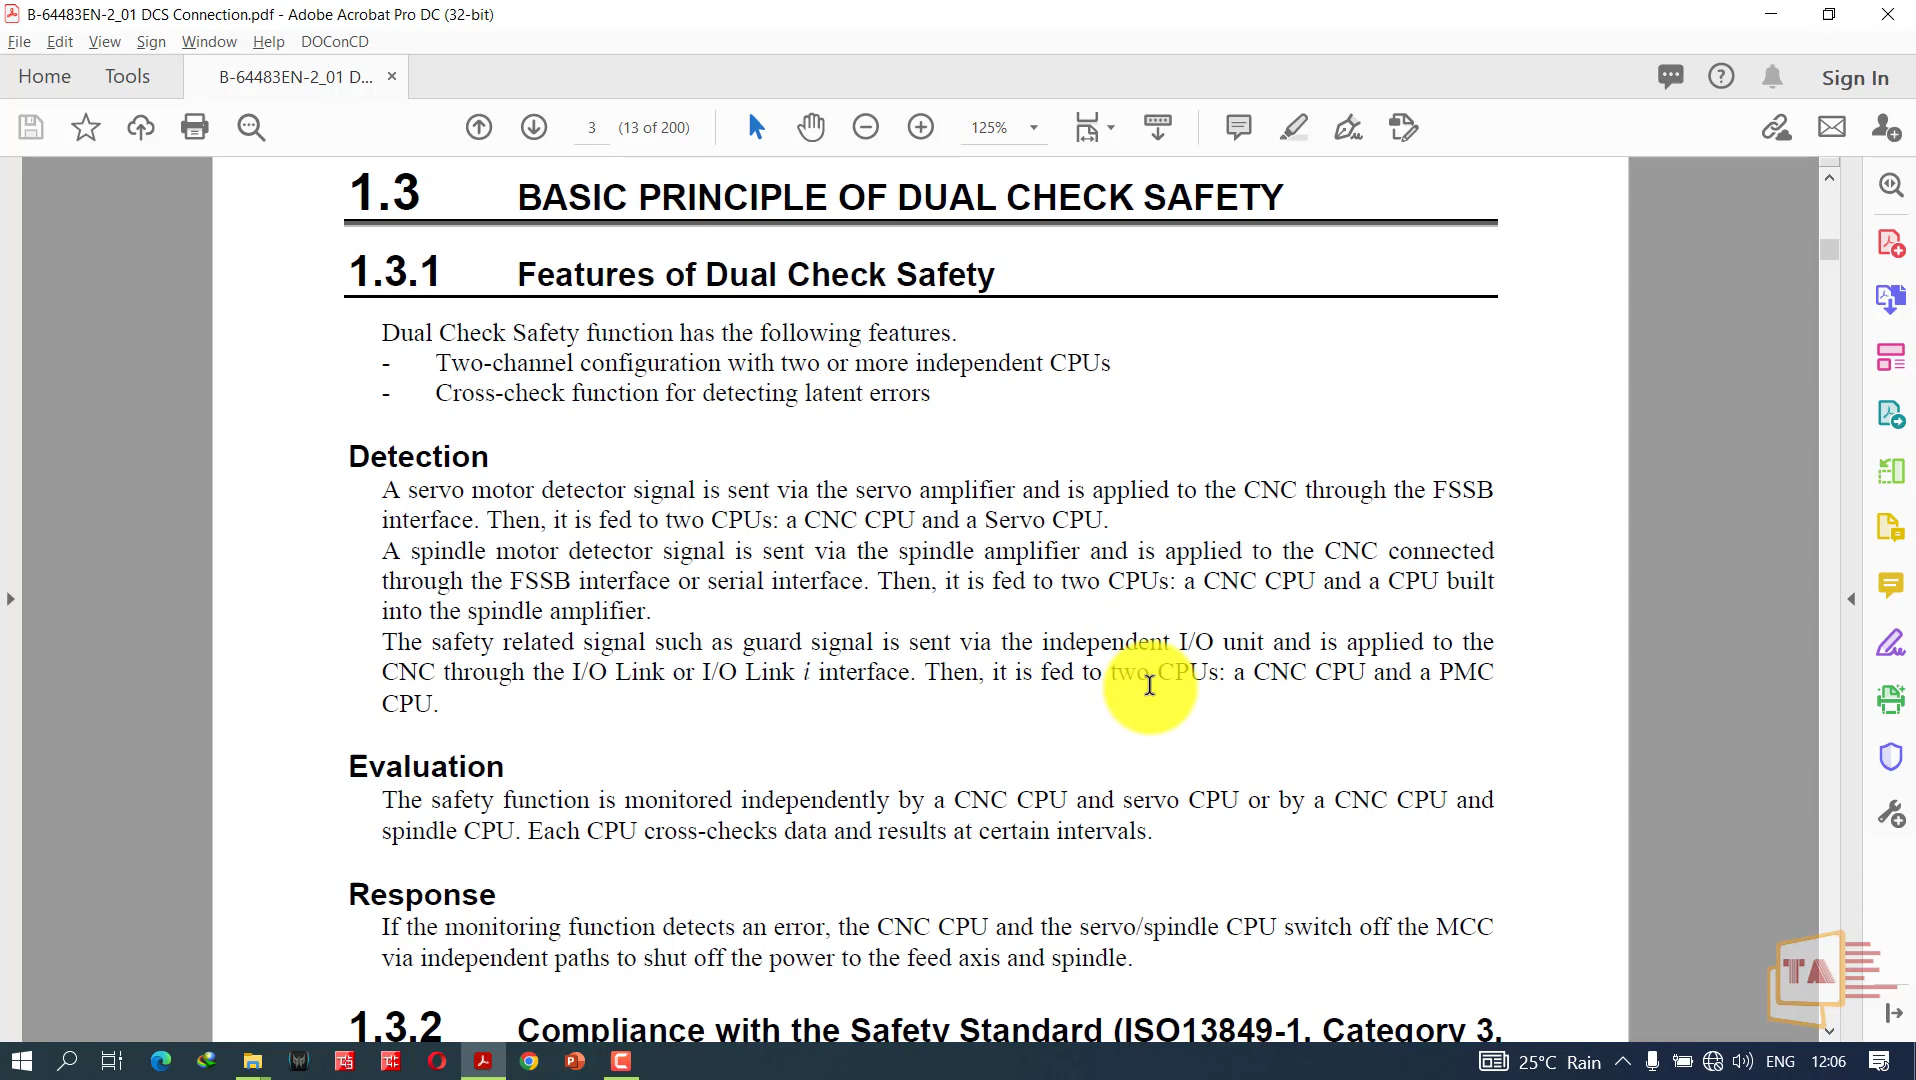 B-64483EN-2_01 DCS Connection.pdf - Adobe Acrobat Pro DC (32-bit)
File Edit View Sign Window Help DOConCD
Home Tools B-64483EN-2_01 D... × Sign In
3 (13 of 200) 125%
1.3 BASIC PRINCIPLE OF DUAL CHECK SAFETY
1.3.1 Features of Dual Check Safety
Dual Check Safety function has the following features.
- Two-channel configuration with two or more independent CPUs
- Cross-check function for detecting latent errors
Detection
A servo motor detector signal is sent via the servo amplifier and is applied to the CNC through the FSSB
interface. Then, it is fed to two CPUs: a CNC CPU and a Servo CPU.
A spindle motor detector signal is sent via the spindle amplifier and is applied to the CNC connected
through the FSSB interface or serial interface. Then, it is fed to two CPUs: a CNC CPU and a CPU built
into the spindle amplifier.
The safety related signal such as guard signal is sent via the independent I/O unit and is applied to the
CNC through the I/O Link or I/O Link i interface. Then, it is fed to two CPUs: a CNC CPU and a PMC
CPU.
Evaluation
The safety function is monitored independently by a CNC CPU and servo CPU or by a CNC CPU and
spindle CPU. Each CPU cross-checks data and results at certain intervals.
Response
If the monitoring function detects an error, the CNC CPU and the servo/spindle CPU switch off the MCC
via independent paths to shut off the power to the feed axis and spindle.
1.3.2 Compliance with the Safety Standard (ISO13849-1, Category 3,
TA
25°C Rain ENG 12:06